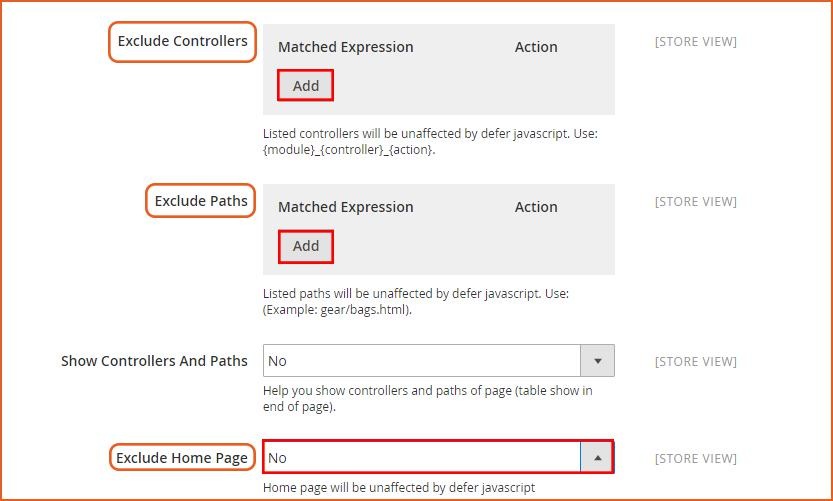 Exclude Controllers
Matched Expression Action
[STORE VIEW]
Add
Listed controllers will be unaffected by defer javascript. Use:
{module}_{controller}_{action}.
Exclude Paths
Matched Expression Action
[STORE VIEW]
Add
Listed paths will be unaffected by defer javascript. Use:
(Example: gear/bags.html).
Show Controllers And Paths
No
[STORE VIEW]
Help you show controllers and paths of page (table show in
end of page).
Exclude Home Page
No
[STORE VIEW]
Home page will be unaffected by defer javascript